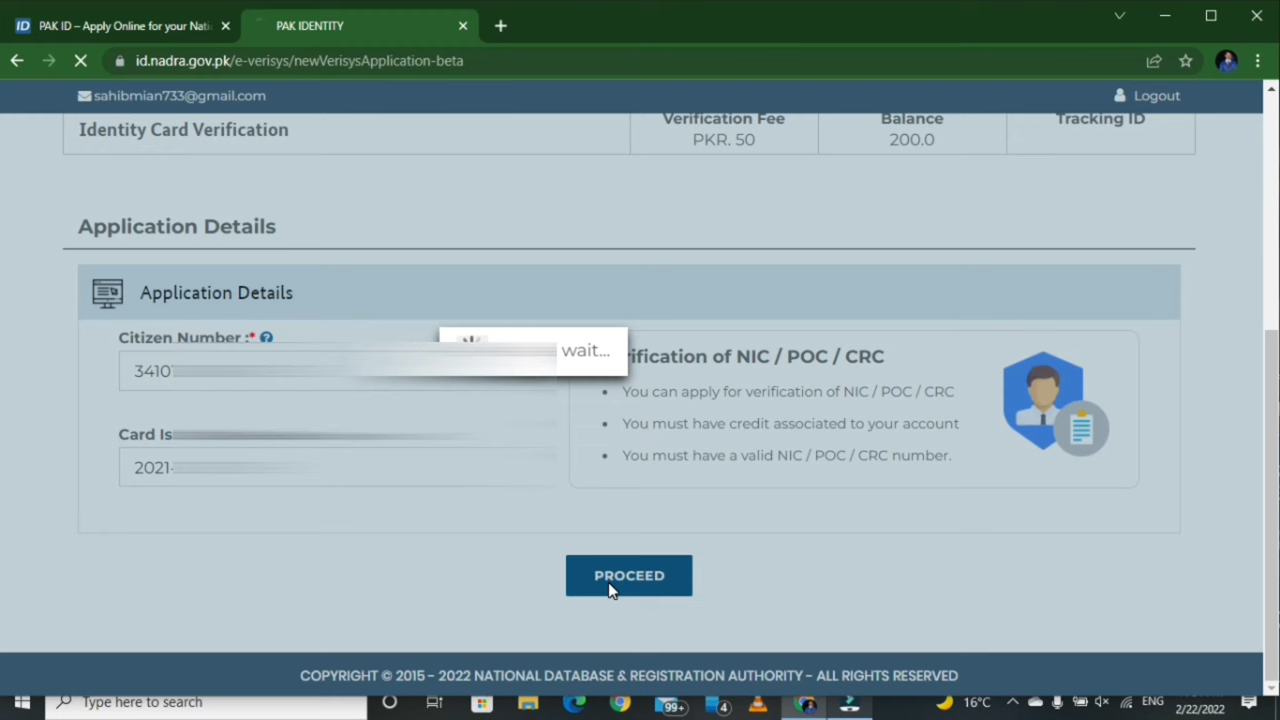 PAK ID – Apply Online for your Nati
PAK IDENTITY
id.nadra.gov.pk/e-verisys/newVerisysApplication-beta
sahibmian733@gmail.com
Logout
Identity Card Verification
Verification Fee
PKR. 50
Balance
200.0
Tracking ID
Application Details
Application Details
Citizen Number :*
3410
wait...
Card Is
2021-
rification of NIC / POC / CRC
You can apply for verification of NIC / POC / CRC
You must have credit associated to your account
You must have a valid NIC / POC / CRC number.
PROCEED
COPYRIGHT © 2015 - 2022 NATIONAL DATABASE & REGISTRATION AUTHORITY - ALL RIGHTS RESERVED
Type here to search
99+
4
16°C
ENG
2/22/2022